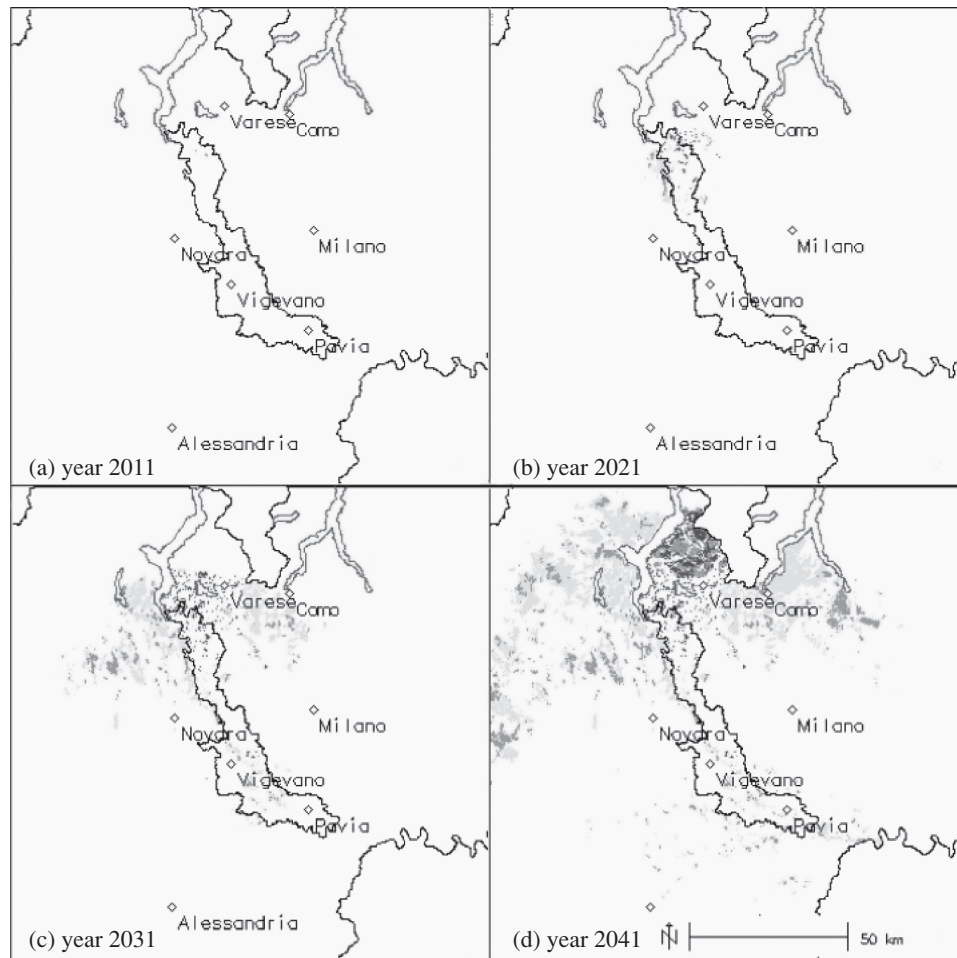 Varese
Como
Novara
Milano
Vigevano
Pavia
Alessandria
(a) year 2011
Varese
Como
Novara
Milano
Vigevano
Pavia
Alessandria
(b) year 2021
Varese
Como
Novara
Milano
Vigevano
Pavia
Alessandria
(c) year 2031
Varese
Como
Novara
Milano
Vigevano
Pavia
(d) year 2041
N
50 km